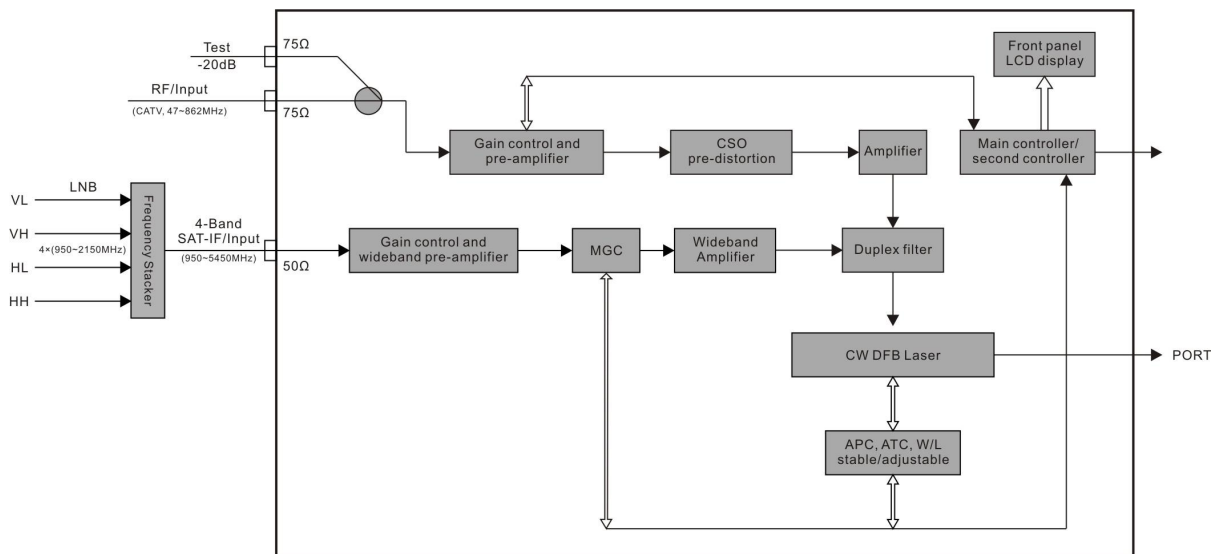 Test
-20dB
75Ω
RF/Input
(CATV, 47~862MHz)
75Ω
Front panel
LCD display
Gain control and
pre-amplifier
CSO
pre-distortion
Amplifier
Main controller/
second controller
LNB
VL
VH
HL
HH
4×(950~2150MHz)
Frequency Stacker
4-Band
SAT-IF/Input
(950~5450MHz)
50Ω
Gain control and
wideband pre-amplifier
MGC
Wideband
Amplifier
Duplex filter
CW DFB Laser
PORT
APC, ATC, W/L
stable/adjustable